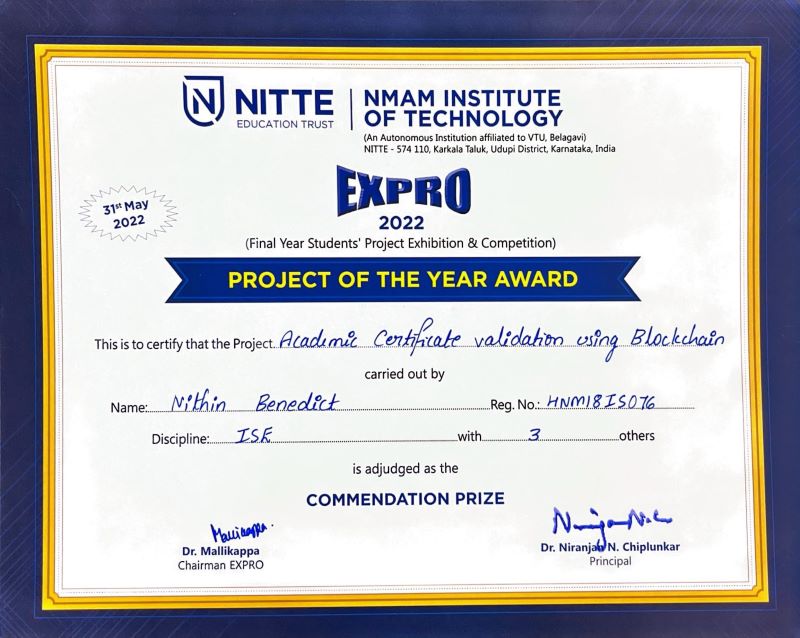 NITTE
EDUCATION TRUST
NMAM INSTITUTE
OF TECHNOLOGY
(An Autonomous Institution affiliated to VTU, Belagavi)
NITTE - 574 110, Karkala Taluk, Udupi District, Karnataka, India
31st May
2022
EXPRO
2022
(Final Year Students' Project Exhibition & Competition)
PROJECT OF THE YEAR AWARD
This is to certify that the Project Academic Certificate validation using Blockchain
carried out by
Name: Nithin Benedict Reg. No.: HNM18IS076
Discipline: ISE with 3 others
is adjudged as the
COMMENDATION PRIZE
Mallikappa.
Dr. Mallikappa
Chairman EXPRO
Dr. Niranjan N. Chiplunkar
Principal